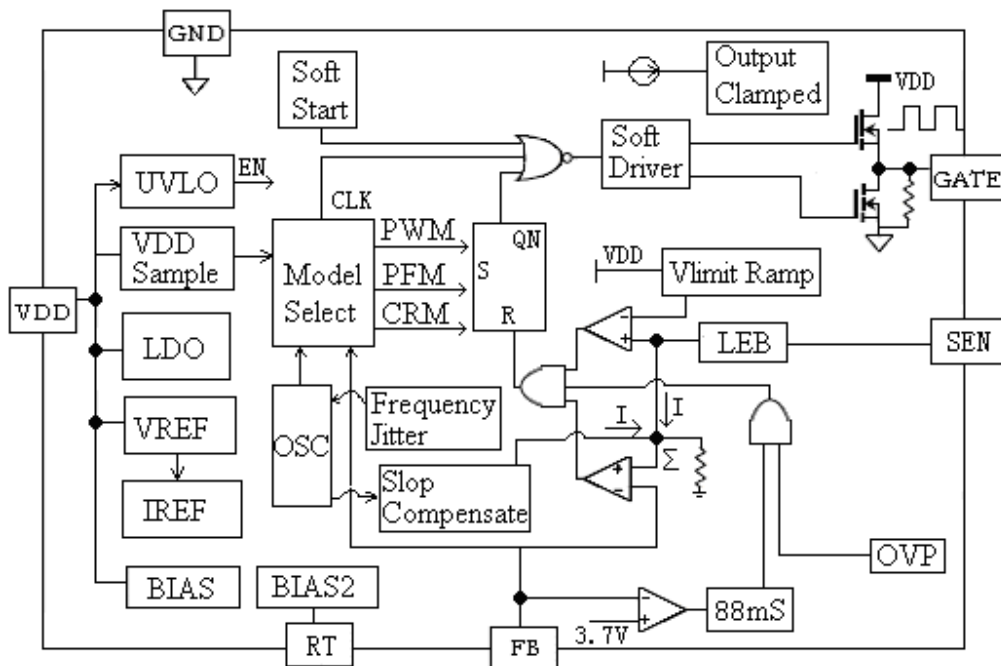 GND
Soft
Start
Output
Clamped
VDD
UVLO
EN
Soft
Driver
GATE
CLK
VDD
Sample
Model
Select
PWM
PFM
CRM
QN
S
R
VDD
Vlimit Ramp
-
+
VDD
LDO
LEB
SEN
VREF
OSC
Frequency
Jitter
I
I
Σ
IREF
Slop
Compensate
+
-
OVP
BIAS
BIAS2
88mS
-
+
3.7V
RT
FB